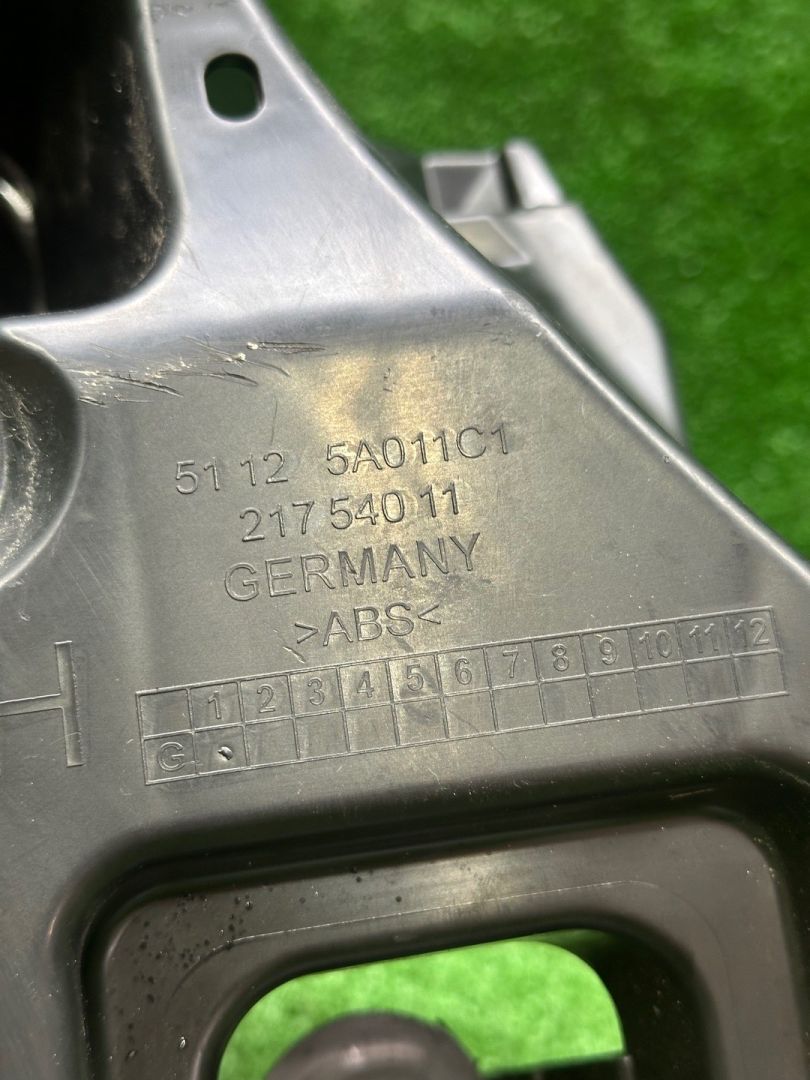 51 12 5A011C1
217 540 11
GERMANY
>ABS<
1 2 3 4 5 6 7 8 9 10 11 12
G